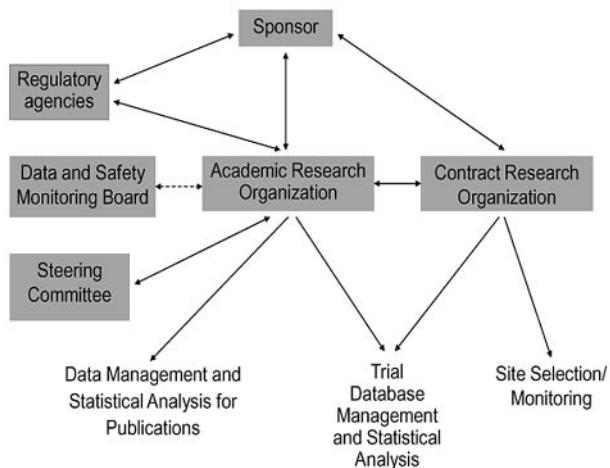 Sponsor
Regulatory
agencies
Data and Safety
Monitoring Board
Academic Research
Organization
Contract Research
Organization
Steering
Committee
Data Management and
Statistical Analysis for
Publications
Trial
Database
Management
and Statistical
Analysis
Site Selection/
Monitoring